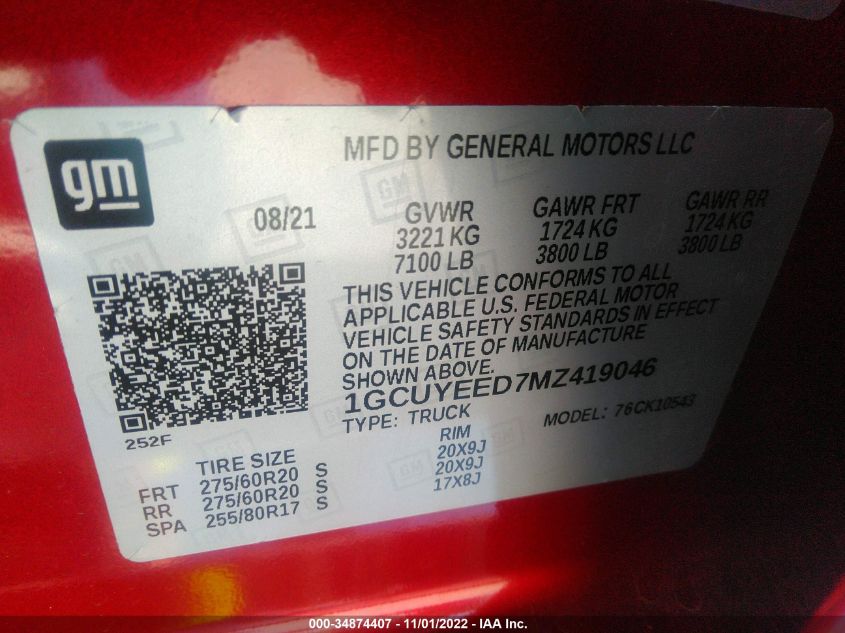 gm
MFD BY GENERAL MOTORS LLC
08/21
GVWR GAWR FRT GAWR RR
3221 KG 1724 KG 1724 KG
7100 LB 3800 LB 3800 LB
THIS VEHICLE CONFORMS TO ALL
APPLICABLE U.S. FEDERAL MOTOR
VEHICLE SAFETY STANDARDS IN EFFECT
ON THE DATE OF MANUFACTURE
SHOWN ABOVE.
1GCUYEED7MZ419046
TYPE: TRUCK MODEL: 76CK10543
252F
TIRE SIZE RIM
FRT 275/60R20 S 20X9J
RR 275/60R20 S 20X9J
SPA 255/80R17 S 17X8J
000-34874407 - 11/01/2022 - IAA Inc.